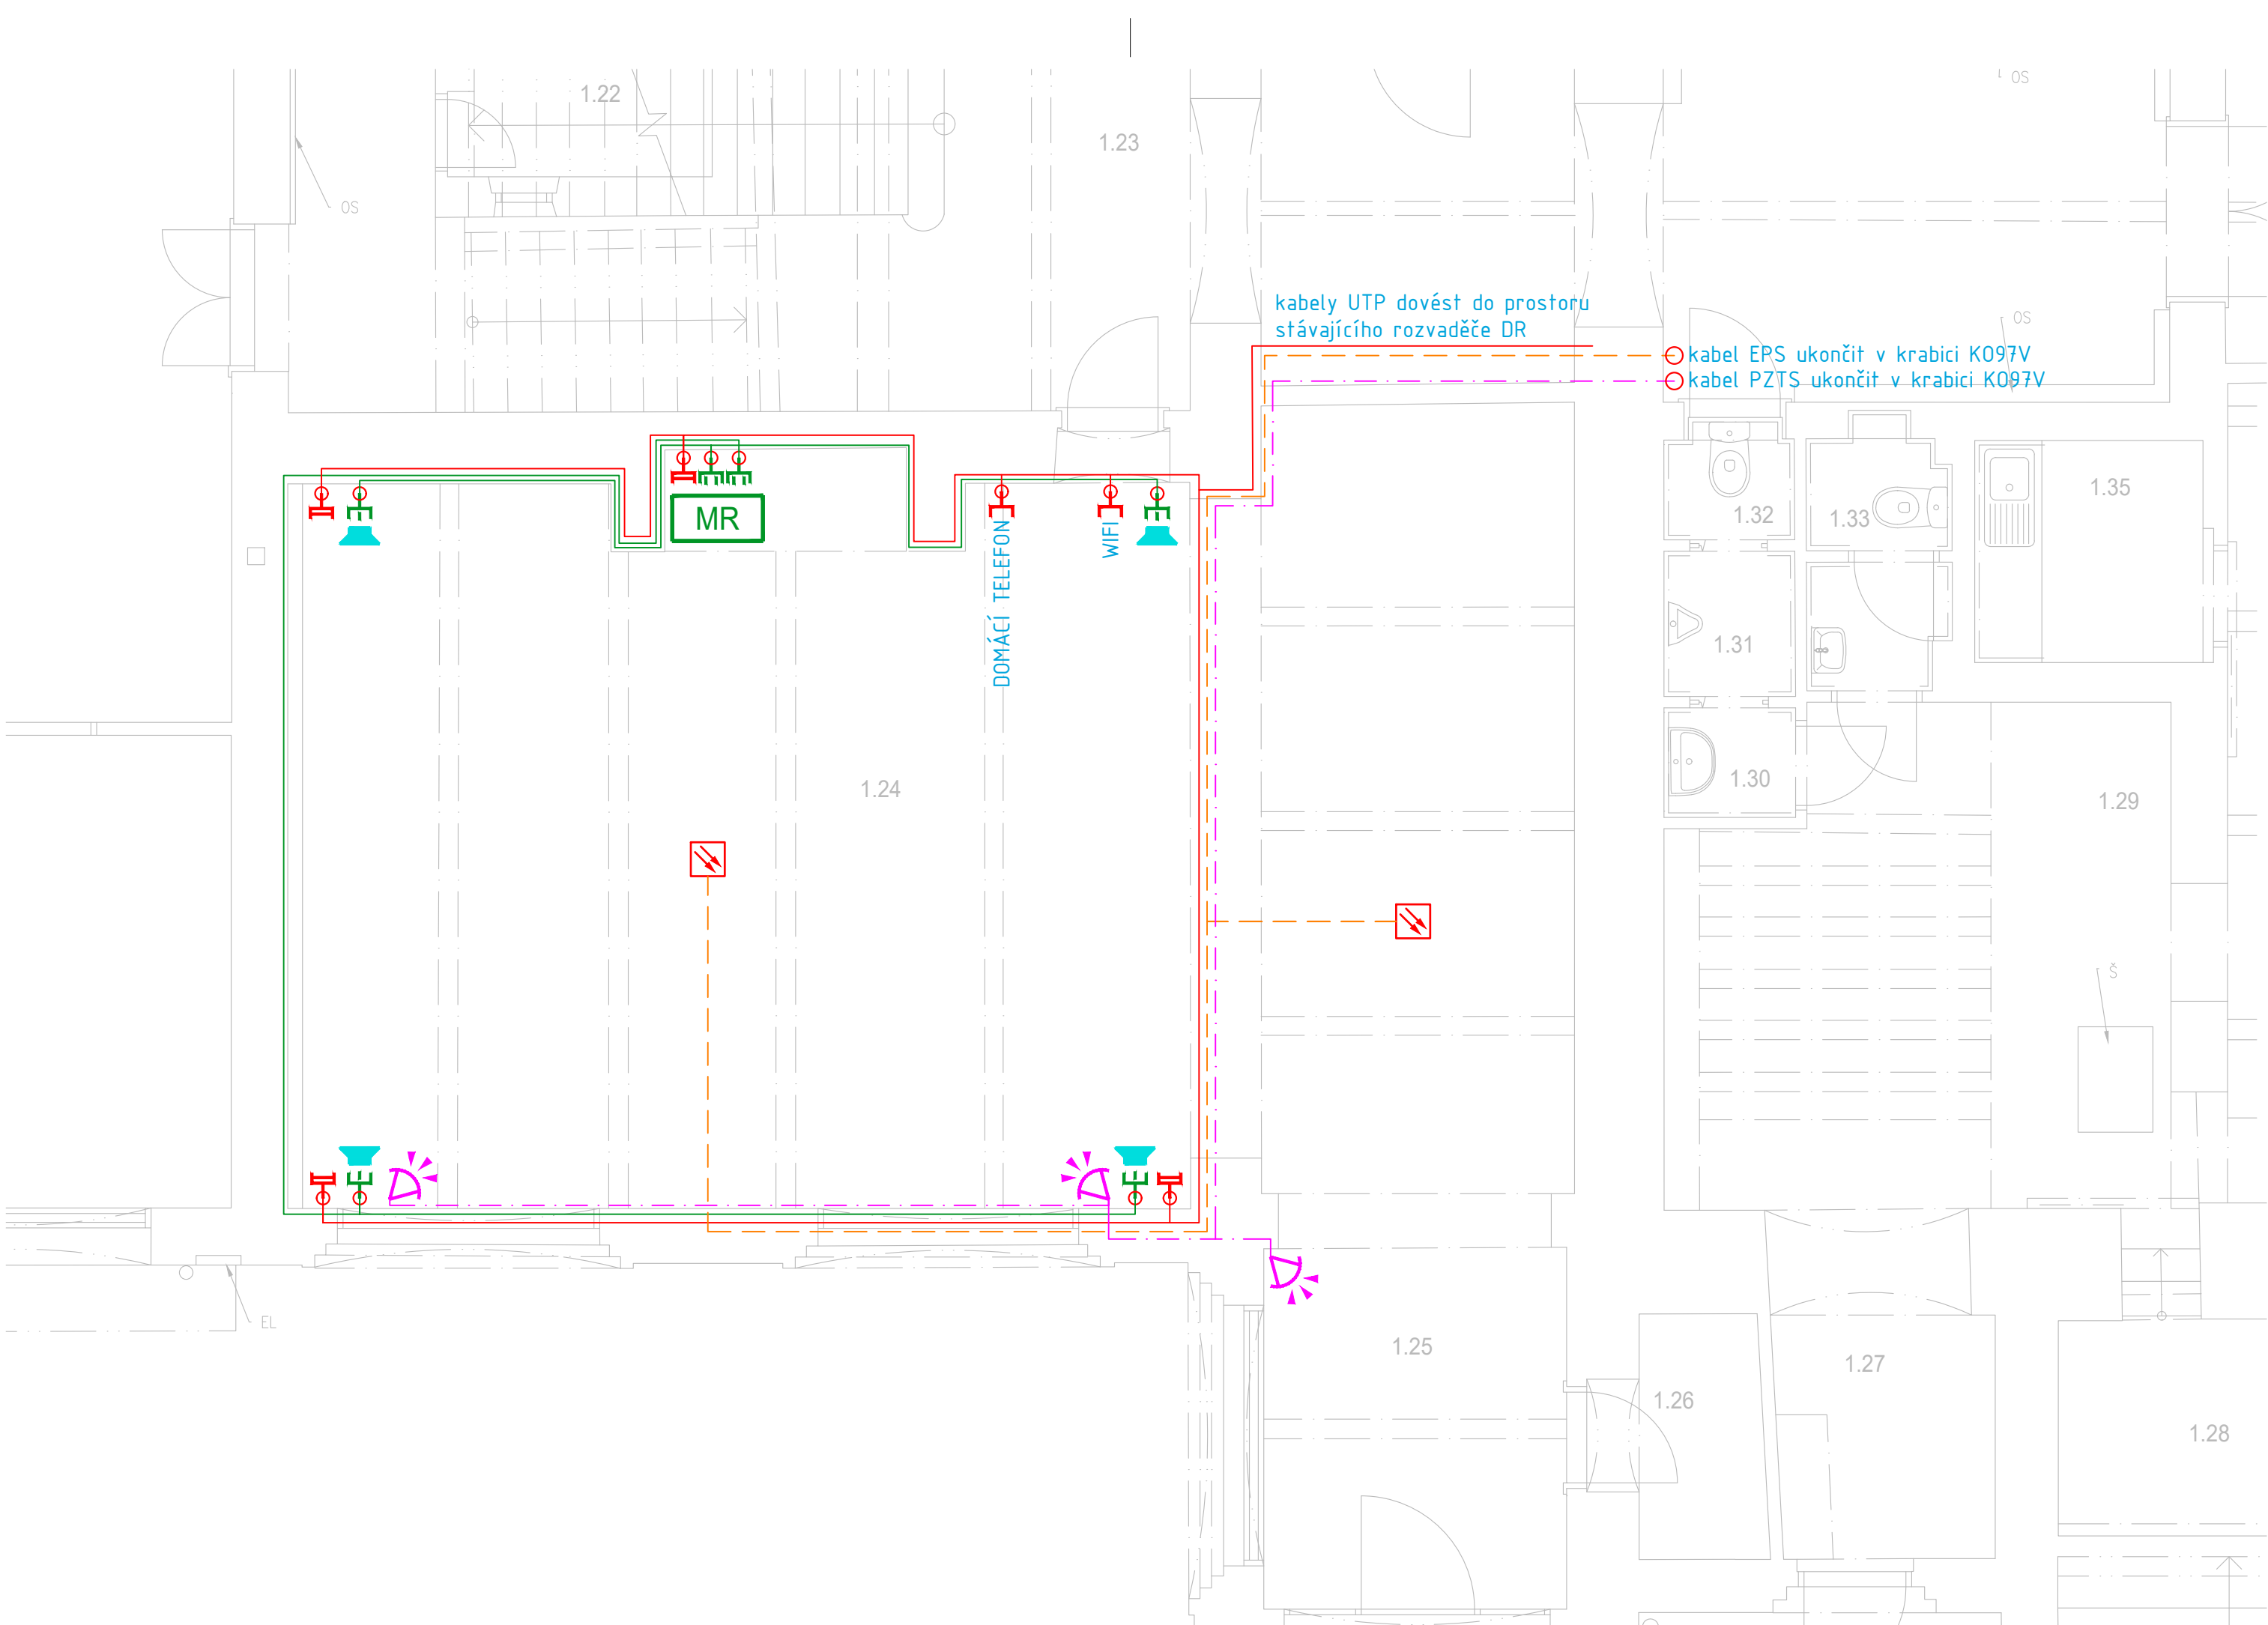 OS
1.22
1.23
OS
kabely UTP dovést do prostoru
stávajícího rozvaděče DR
OS
kabel EPS ukončit v krabici KO97V
kabel PZTS ukončit v krabici KO97V
MR
DOMÁCÍ TELEFON
WIFI
1.32
1.33
1.35
1.31
1.30
1.24
1.29
Š
EL
1.25
1.27
1.26
1.28